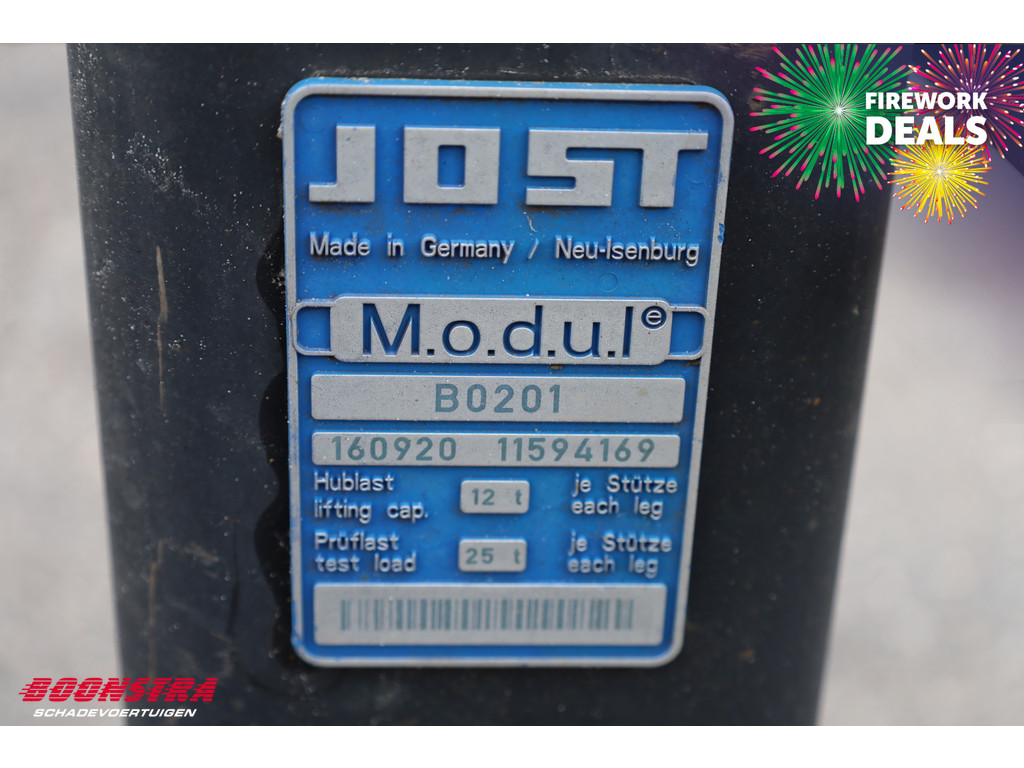 FIREWORK
DEALS
JOST
Made in Germany / Neu-Isenburg
M.o.d.u.l e
B0201
160920 11594169
Hublast 12 t je Stütze
lifting cap. each leg
Prüflast 25 t je Stütze
test load each leg
BOONSTRA
SCHADEVOERTUIGEN